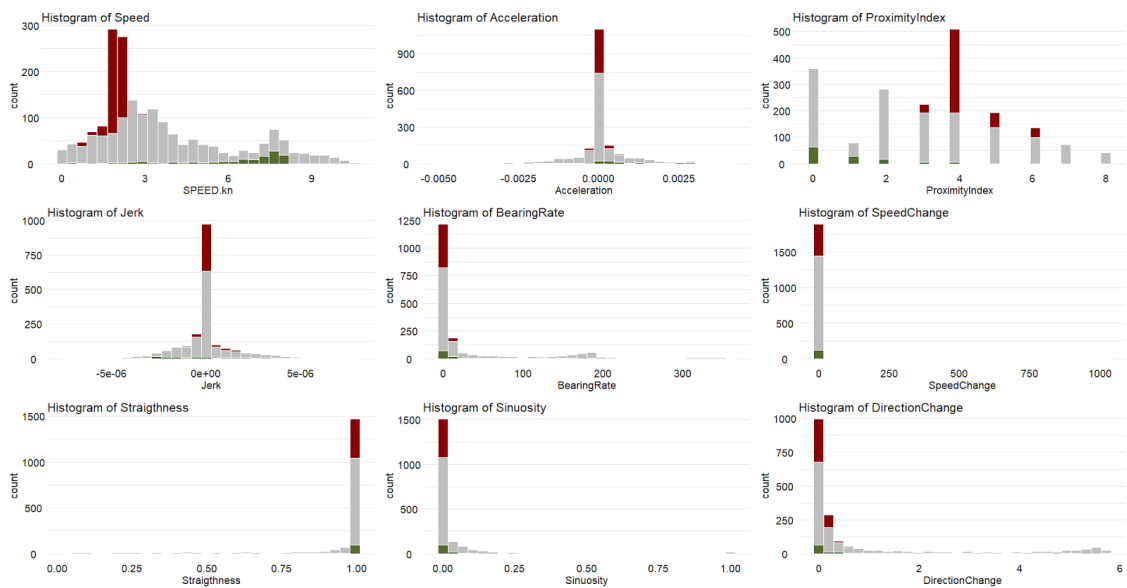 Histogram of Speed
300
200
100
0
count
0
3
6
9
SPEED.kn
Histogram of Acceleration
900
600
300
0
count
-0.0050
-0.0025
0.0000
0.0025
Acceleration
Histogram of ProximityIndex
500
400
300
200
100
0
count
0
2
4
6
8
ProximityIndex
Histogram of Jerk
1000
750
500
250
0
count
-5e-06
0e+00
5e-06
Jerk
Histogram of BearingRate
1250
1000
750
500
250
0
count
0
100
200
300
BearingRate
Histogram of SpeedChange
1500
1000
500
0
count
0
250
500
750
1000
SpeedChange
Histogram of Straigthness
1500
1000
500
0
count
0.00
0.25
0.50
0.75
1.00
Straigthness
Histogram of Sinuosity
1500
1000
500
0
count
0.00
0.25
0.50
0.75
1.00
Sinuosity
Histogram of DirectionChange
1000
750
500
250
0
count
0
2
4
6
DirectionChange